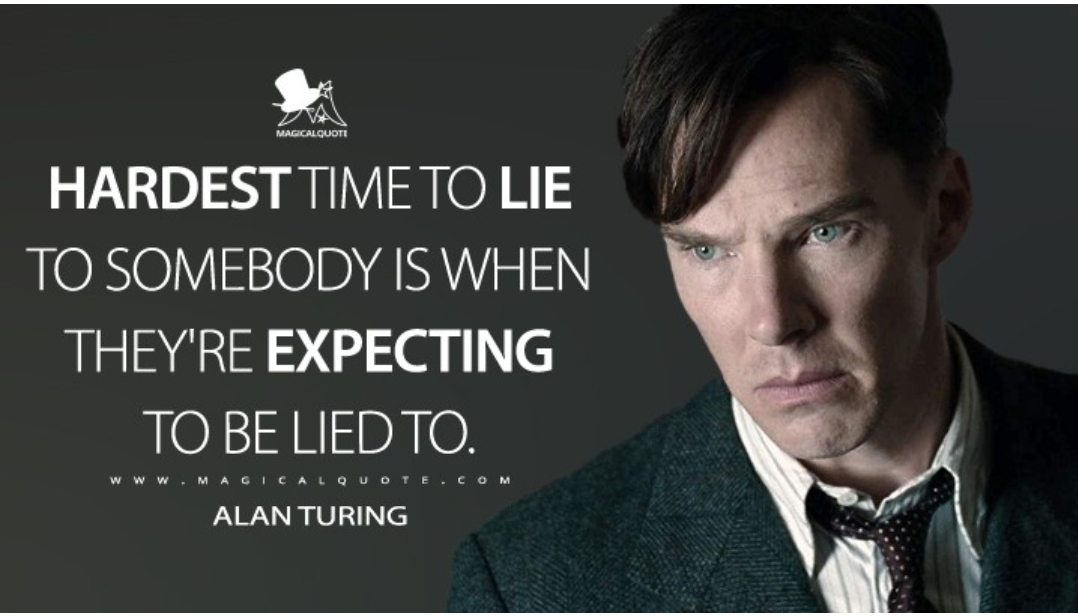 MAGICALQUOTE
HARDEST TIME TO LIE
TO SOMEBODY IS WHEN
THEY'RE EXPECTING
TO BE LIED TO.
WWW.MAGICALQUOTE.COM
ALAN TURING